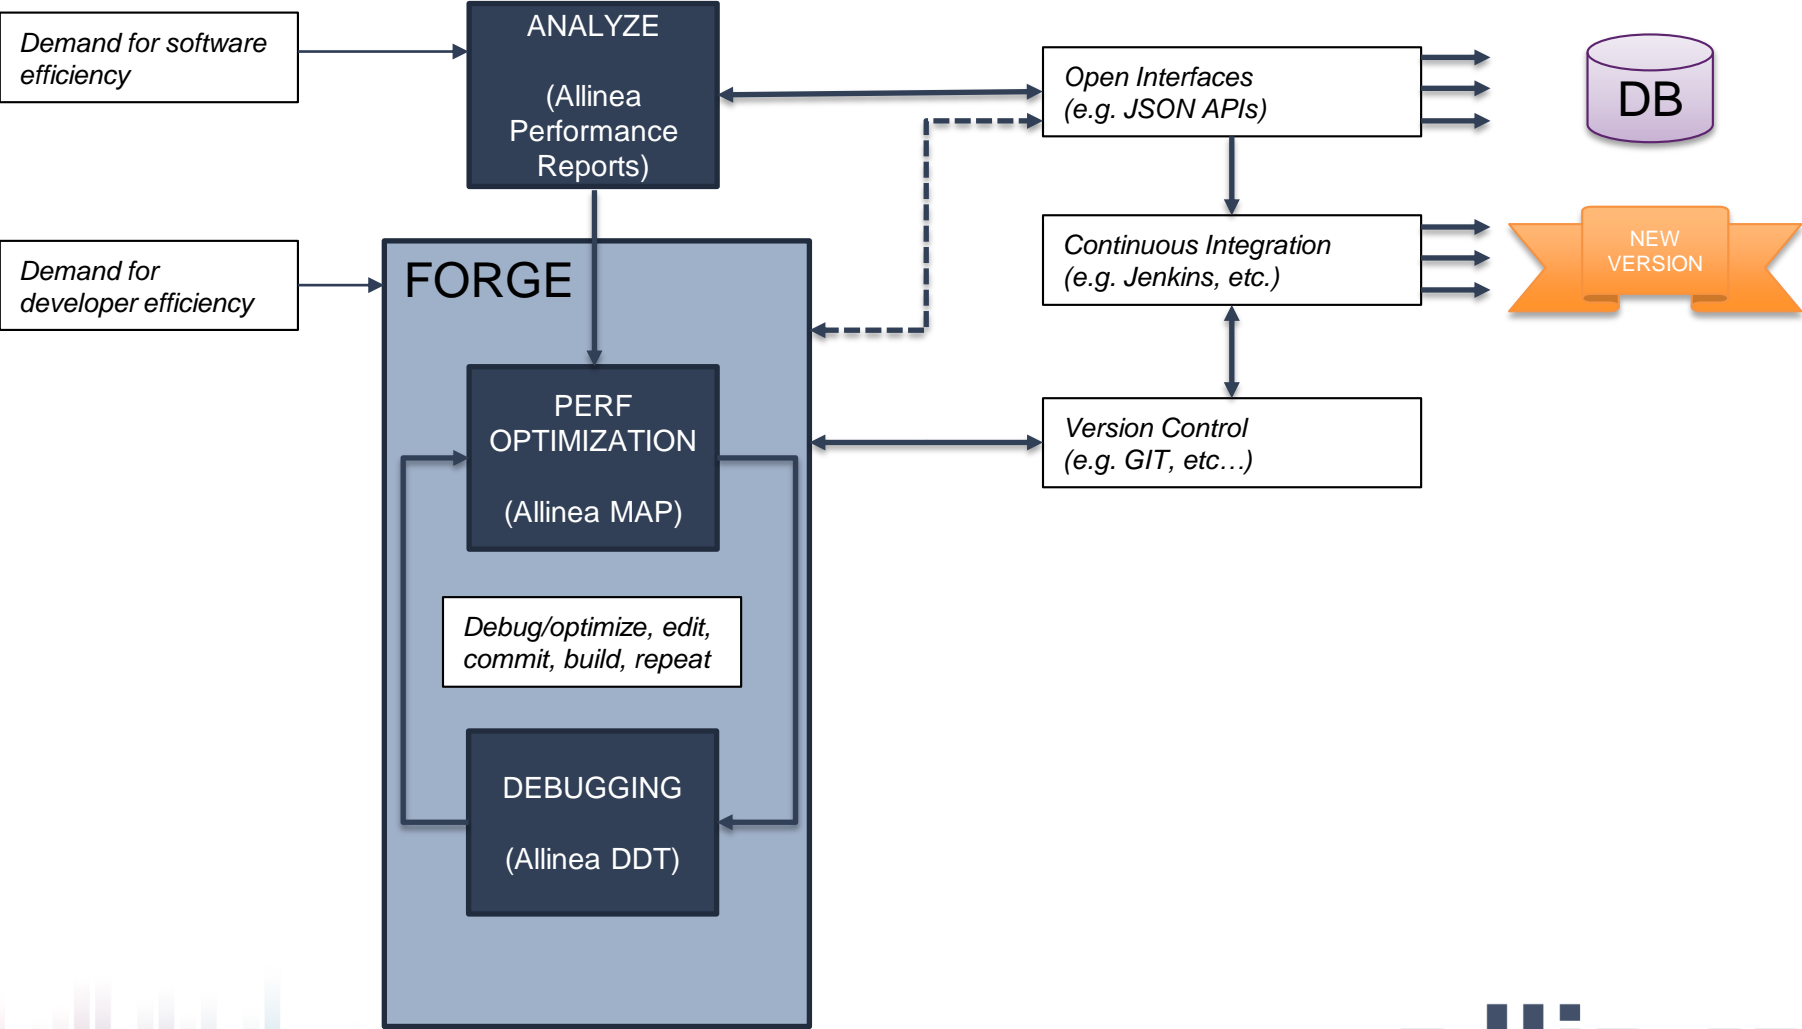 Demand for software
efficiency
ANALYZE
(Allinea
Performance
Reports)
Open Interfaces
(e.g. JSON APIs)
DB
Demand for
developer efficiency
FORGE
Continuous Integration
(e.g. Jenkins, etc.)
NEW
VERSION
PERF
OPTIMIZATION
(Allinea MAP)
Version Control
(e.g. GIT, etc…)
Debug/optimize, edit,
commit, build, repeat
DEBUGGING
(Allinea DDT)